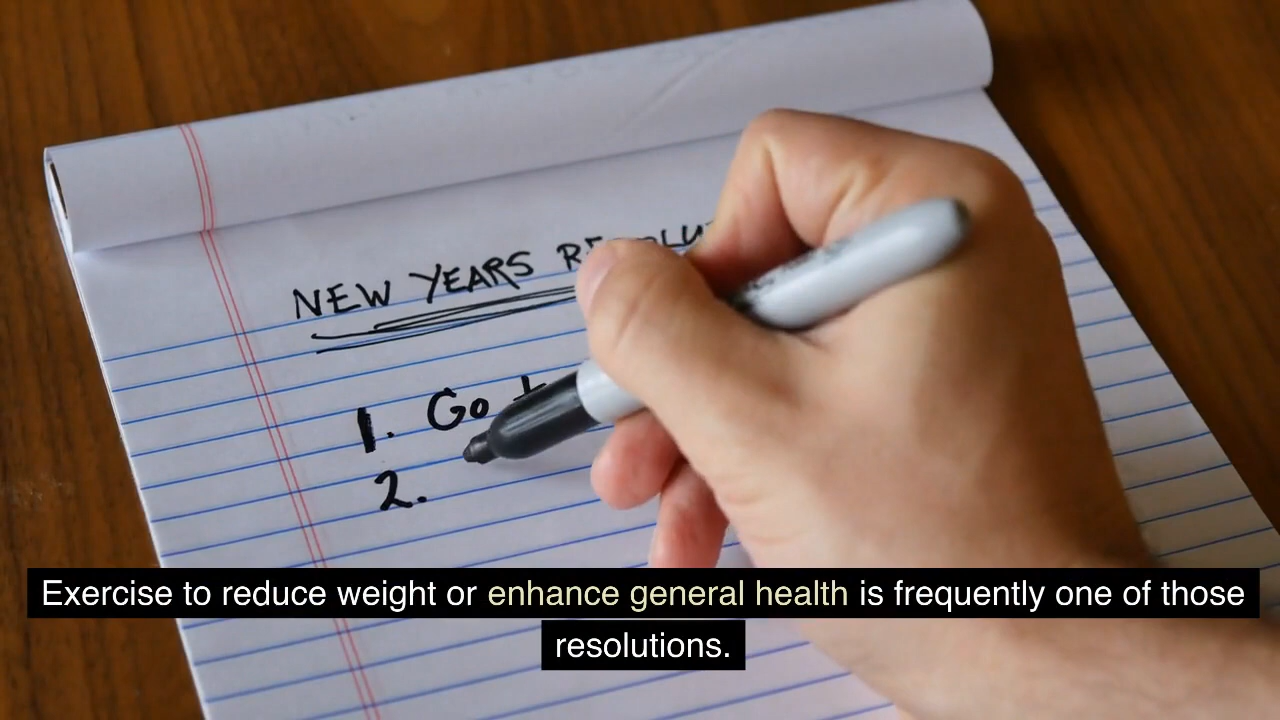 NEW YEARS
1. Go
2.
Exercise to reduce weight or enhance general health is frequently one of those
resolutions.